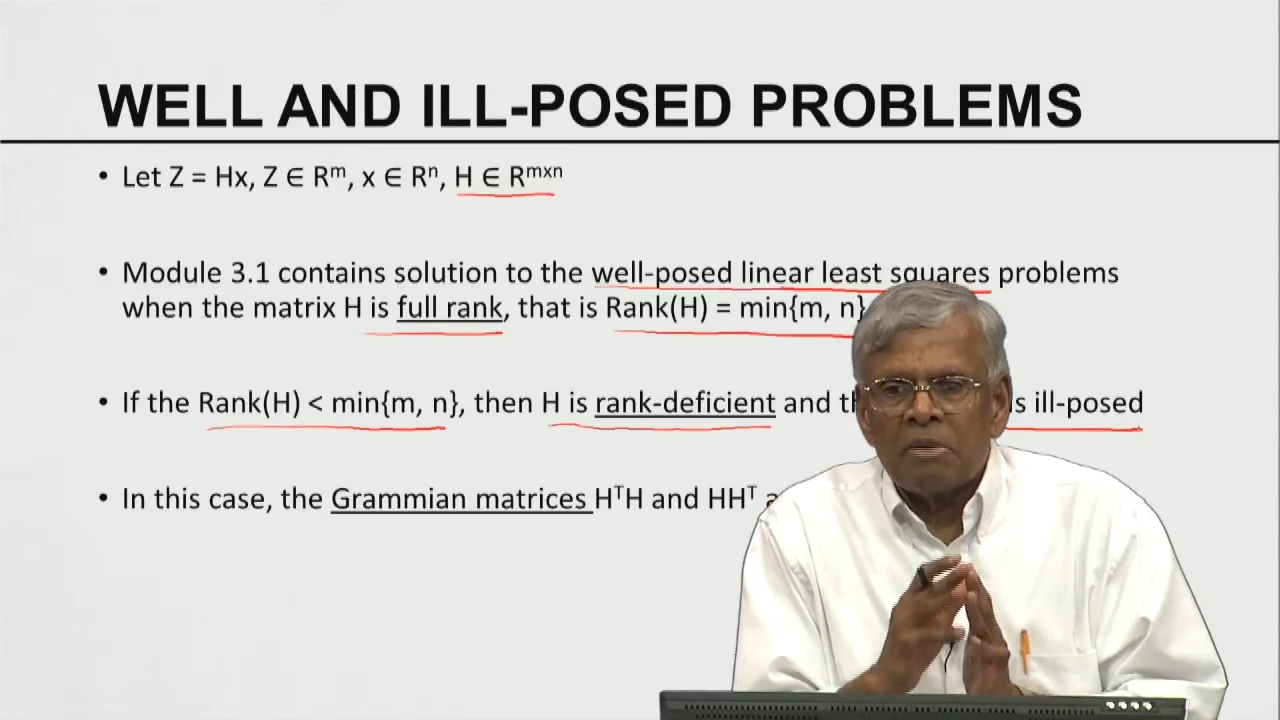 WELL AND ILL-POSED PROBLEMS
• Let Z = Hx, Z ∈ Rᵐ, x ∈ Rⁿ, H ∈ Rᵐˣⁿ
• Module 3.1 contains solution to the well-posed linear least squares problems
when the matrix H is full rank, that is Rank(H) = min{m, n}
• If the Rank(H) < min{m, n}, then H is rank-deficient and ill-posed
• In this case, the Grammian matrices HᵀH and HHᵀ